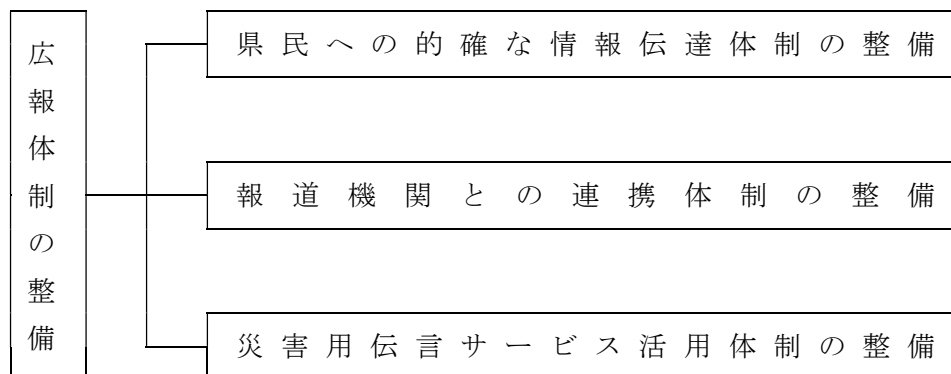 広報体制の整備
県民への的確な情報伝達体制の整備
報道機関との連携体制の整備
災害用伝言サービス活用体制の整備